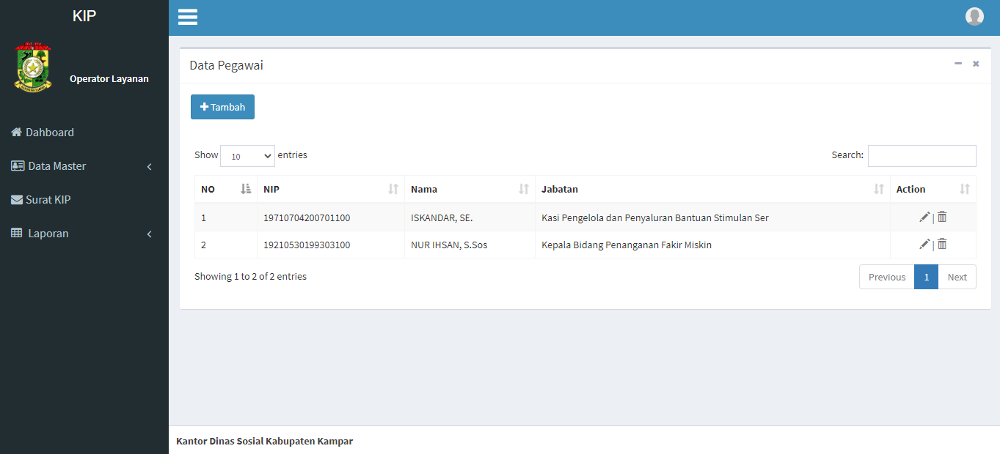 KIP
Operator Layanan
Dahboard
Data Master
Surat KIP
Laporan
Data Pegawai
Tambah
Show 10 entries
Search:
NO NIP Nama Jabatan Action
1 19710704200701100 ISKANDAR, SE. Kasi Pengelola dan Penyaluran Bantuan Stimulan Ser |
2 19210530199303100 NUR IHSAN, S.Sos Kepala Bidang Penanganan Fakir Miskin |
Showing 1 to 2 of 2 entries
Previous 1 Next
Kantor Dinas Sosial Kabupaten Kampar